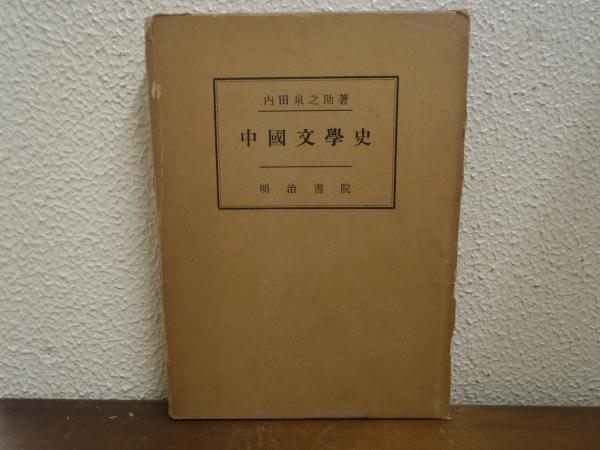 内田泉之助著
中國文學史
明治書院